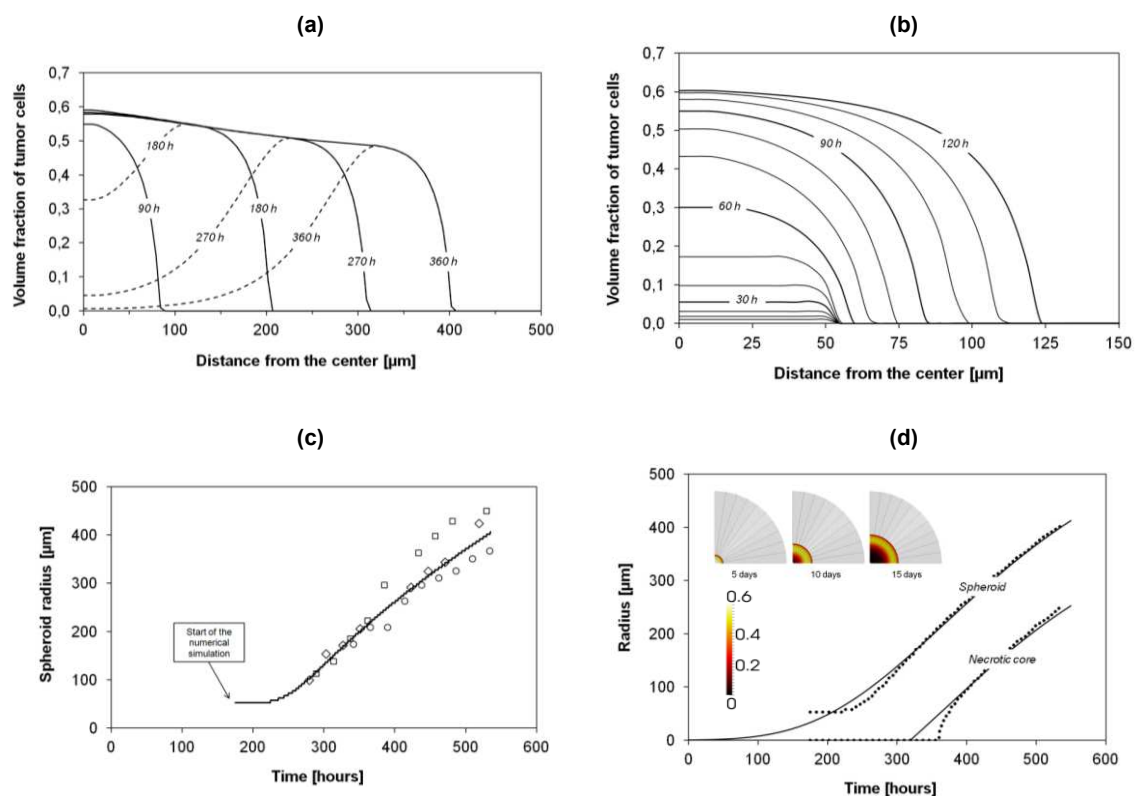 (a)
0,7
0,6
0,5
0,4
0,3
0,2
0,1
0,0
0
100
200
300
400
500
Volume fraction of tumor cells
Distance from the center [µm]
180 h
90 h
180 h
270 h
360 h
270 h
360 h
(b)
0,7
0,6
0,5
0,4
0,3
0,2
0,1
0,0
0
25
50
75
100
125
150
Volume fraction of tumor cells
Distance from the center [µm]
120 h
90 h
60 h
30 h
(c)
500
400
300
200
100
0
0
100
200
300
400
500
600
Spheroid radius [µm]
Time [hours]
Start of the
numerical
simulation
(d)
500
400
300
200
100
0
0
100
200
300
400
500
600
Radius [µm]
Time [hours]
5 days
10 days
15 days
0.6
0.4
0.2
0
Spheroid
Necrotic core